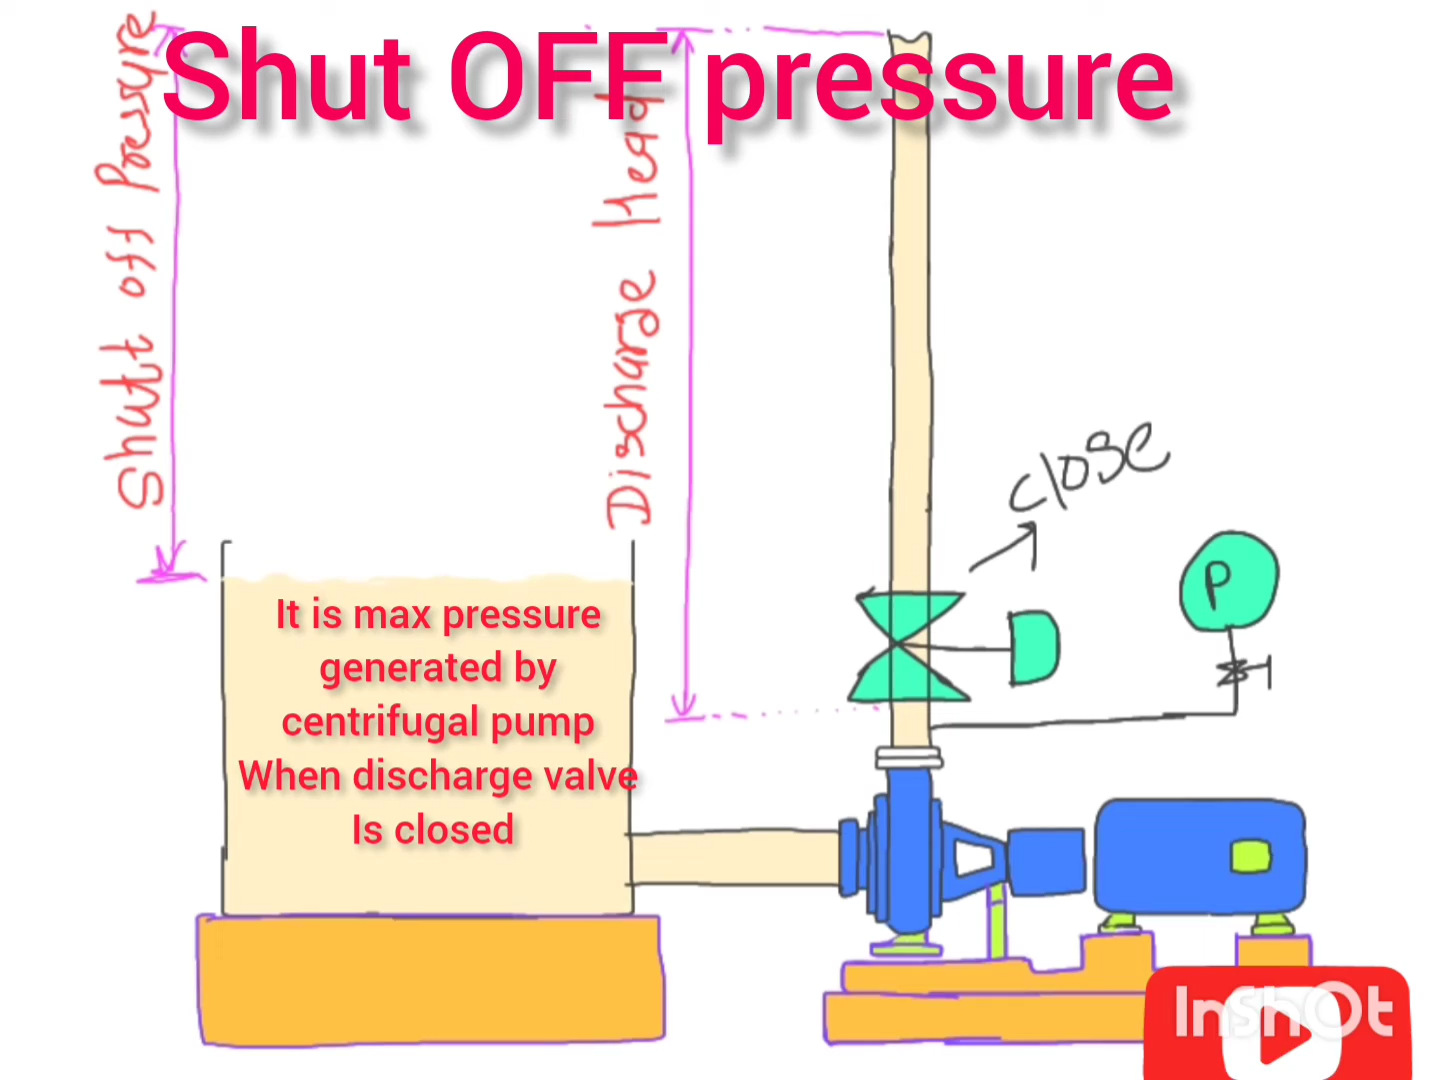 Shut OFF pressure
Shutt off Pressure
Discharge Head
close
P
It is max pressure
generated by
centrifugal pump
When discharge valve
Is closed
InShOt